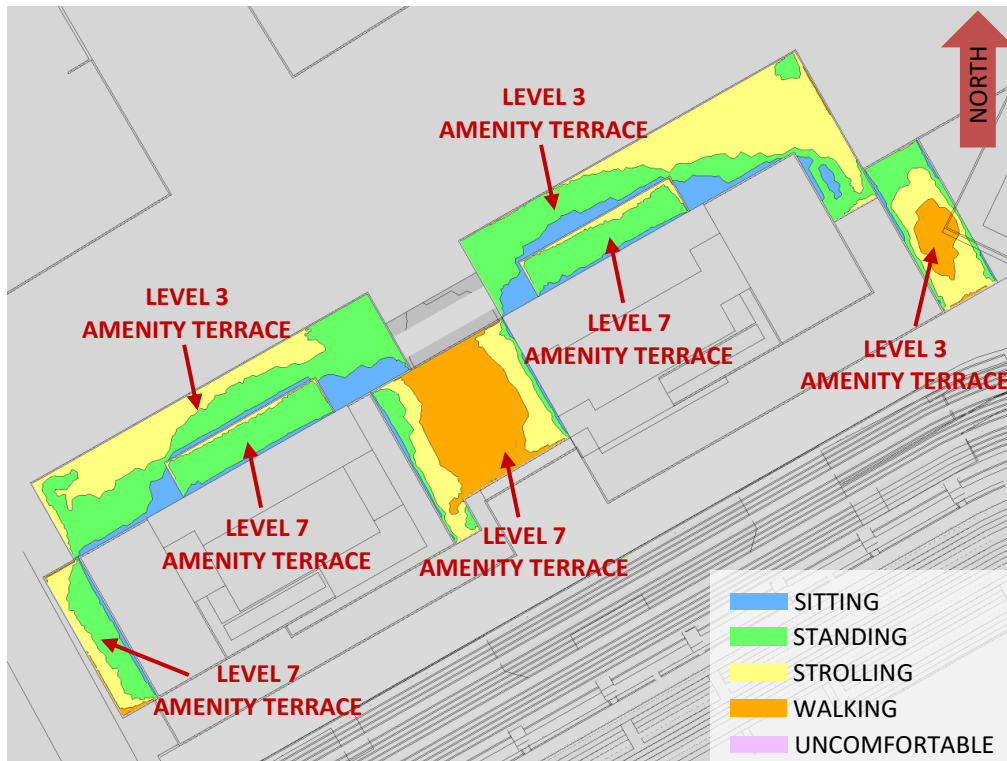 NORTH
LEVEL 3
AMENITY TERRACE
LEVEL 3
AMENITY TERRACE
LEVEL 7
AMENITY TERRACE
LEVEL 3
AMENITY TERRACE
LEVEL 7
AMENITY TERRACE
LEVEL 7
AMENITY TERRACE
LEVEL 7
AMENITY TERRACE
SITTING
STANDING
STROLLING
WALKING
UNCOMFORTABLE